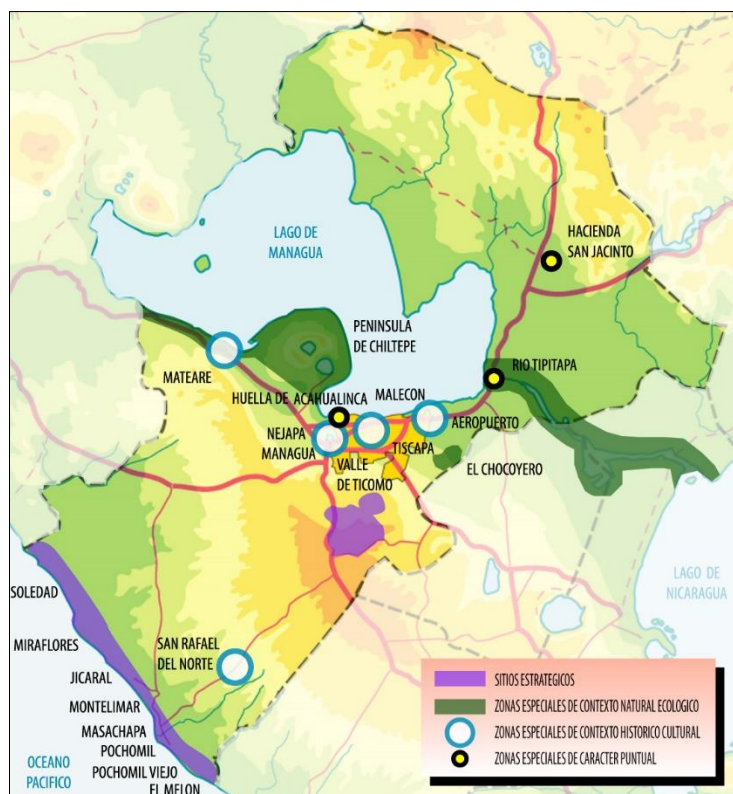 LAGO DE
MANAGUA
HACIENDA
SAN JACINTO
PENINSULA
DE CHILTEPE
MATEARE
RIO TIPITAPA
HUELLA DE ACAHUALINCA
MALECON
AEROPUERTO
NEJAPA
MANAGUA
TISCAPA
VALLE
DE TICOMO
EL CHOCOYERO
LAGO DE
NICARAGUA
SOLEDAD
MIRAFLORES
SAN RAFAEL
DEL NORTE
JICARAL
MONTELIMAR
MASACHAPA
POCHOMIL
POCHOMIL VIEJO
EL MELON
OCEANO
PACIFICO
SITIOS ESTRATEGICOS
ZONAS ESPECIALES DE CONTEXTO NATURAL ECOLOGICO
ZONAS ESPECIALES DE CONTEXTO HISTORICO CULTURAL
ZONAS ESPECIALES DE CARACTER PUNTUAL